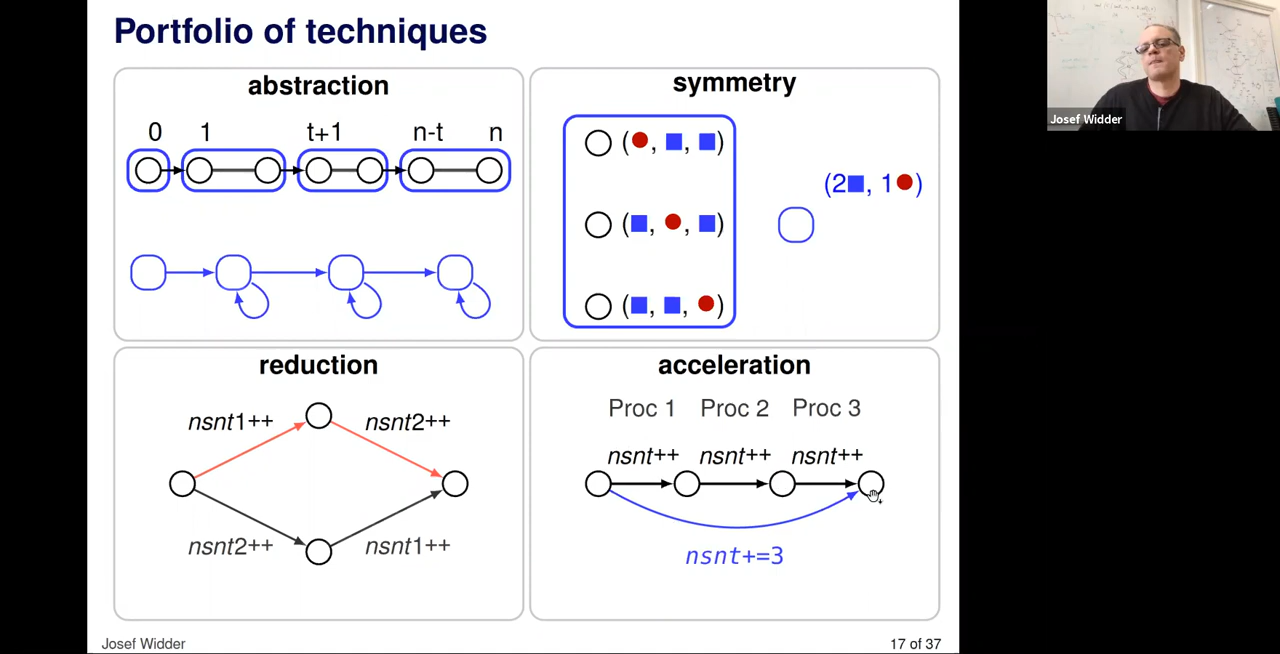 Portfolio of techniques
abstraction
0 1 t+1 n-t n
symmetry
(●, ■, ■)
(■, ●, ■)
(■, ■, ●)
(2■, 1●)
reduction
nsnt1++ nsnt2++
nsnt2++ nsnt1++
acceleration
Proc 1 Proc 2 Proc 3
nsnt++ nsnt++ nsnt++
nsnt+=3
Josef Widder
17 of 37
Josef Widder